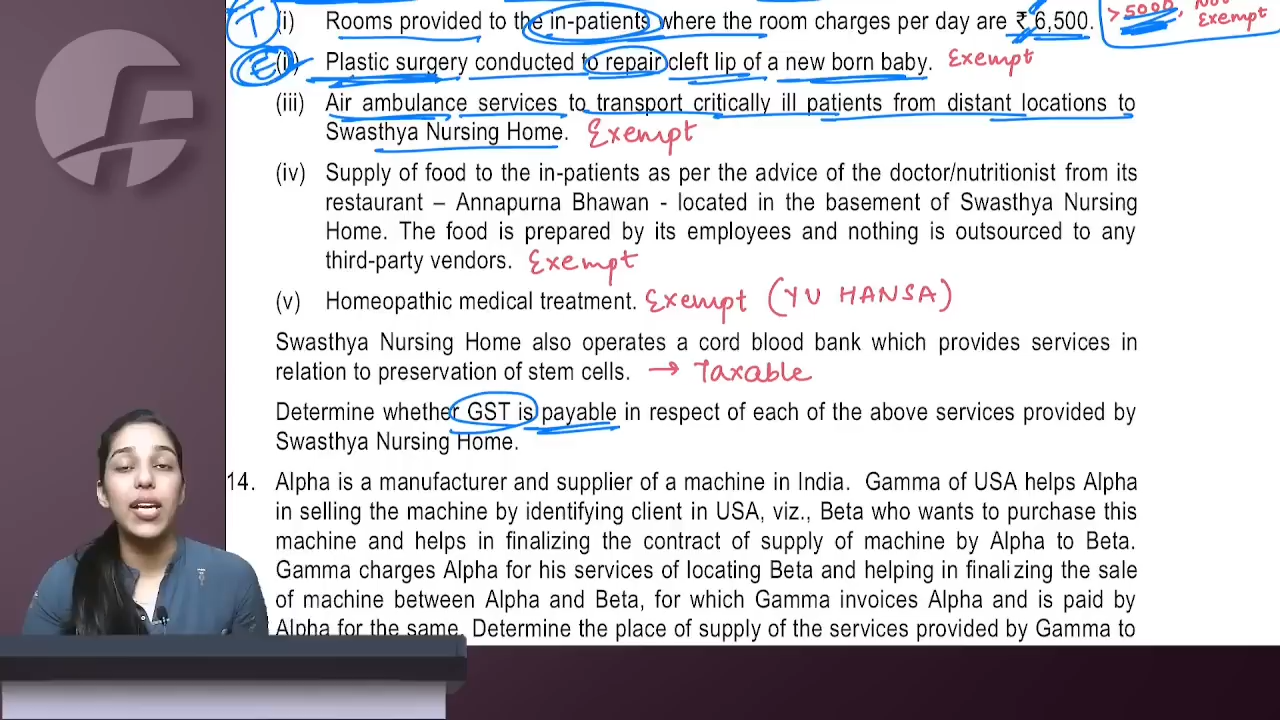 T (i) Rooms provided to the in-patients where the room charges per day are ₹ 6,500. >5000, Not Exempt
E (ii) Plastic surgery conducted to repair cleft lip of a new born baby. Exempt
(iii) Air ambulance services to transport critically ill patients from distant locations to
Swasthya Nursing Home. Exempt
(iv) Supply of food to the in-patients as per the advice of the doctor/nutritionist from its
restaurant – Annapurna Bhawan - located in the basement of Swasthya Nursing
Home. The food is prepared by its employees and nothing is outsourced to any
third-party vendors. Exempt
(v) Homeopathic medical treatment. Exempt (YU HANSA)
Swasthya Nursing Home also operates a cord blood bank which provides services in
relation to preservation of stem cells. → Taxable
Determine whether GST is payable in respect of each of the above services provided by
Swasthya Nursing Home.
14. Alpha is a manufacturer and supplier of a machine in India. Gamma of USA helps Alpha
in selling the machine by identifying client in USA, viz., Beta who wants to purchase this
machine and helps in finalizing the contract of supply of machine by Alpha to Beta.
Gamma charges Alpha for his services of locating Beta and helping in finalizing the sale
of machine between Alpha and Beta, for which Gamma invoices Alpha and is paid by
Alpha for the same. Determine the place of supply of the services provided by Gamma to